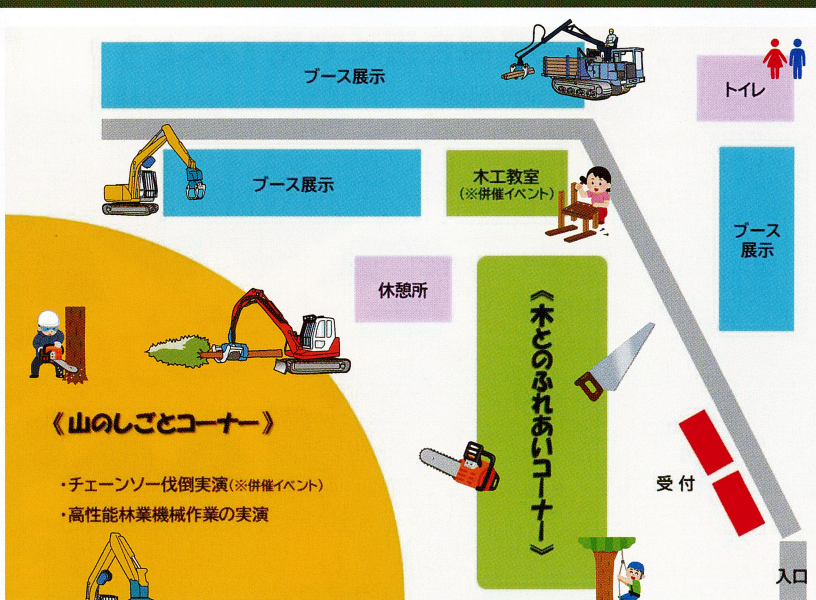 ブース展示
トイレ
ブース展示
木工教室
(※併催イベント)
ブース
展示
休憩所
《木とのふれあいコーナー》
《山のしごとコーナー》
・チェーンソー伐倒実演(※併催イベント)
・高性能林業機械作業の実演
受付
入口